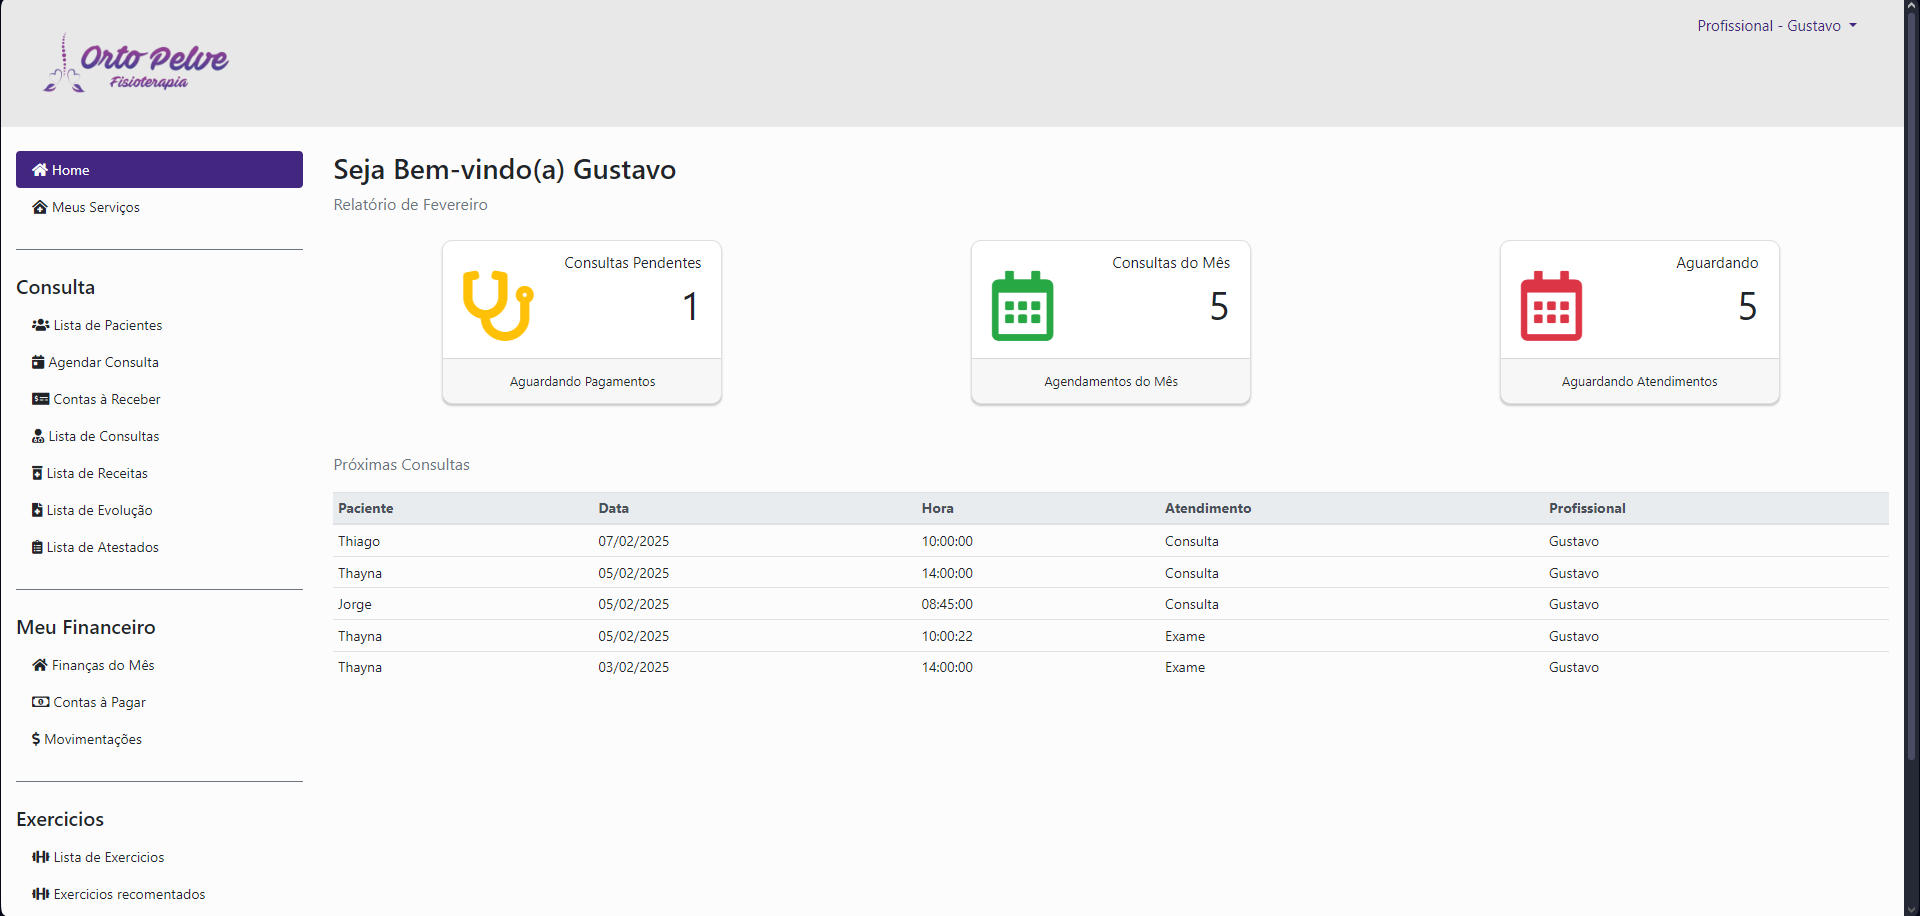 Orto Pelve
Fisioterapia
Profissional - Gustavo
Home
Meus Serviços
Consulta
Lista de Pacientes
Agendar Consulta
Contas à Receber
Lista de Consultas
Lista de Receitas
Lista de Evolução
Lista de Atestados
Meu Financeiro
Finanças do Mês
Contas à Pagar
Movimentações
Exercicios
Lista de Exercicios
Exercicios recomentados
Seja Bem-vindo(a) Gustavo
Relatório de Fevereiro
Consultas Pendentes
1
Aguardando Pagamentos
Consultas do Mês
5
Agendamentos do Mês
Aguardando
5
Aguardando Atendimentos
Próximas Consultas
Paciente Data Hora Atendimento Profissional
Thiago 07/02/2025 10:00:00 Consulta Gustavo
Thayna 05/02/2025 14:00:00 Consulta Gustavo
Jorge 05/02/2025 08:45:00 Consulta Gustavo
Thayna 05/02/2025 10:00:22 Exame Gustavo
Thayna 03/02/2025 14:00:00 Exame Gustavo